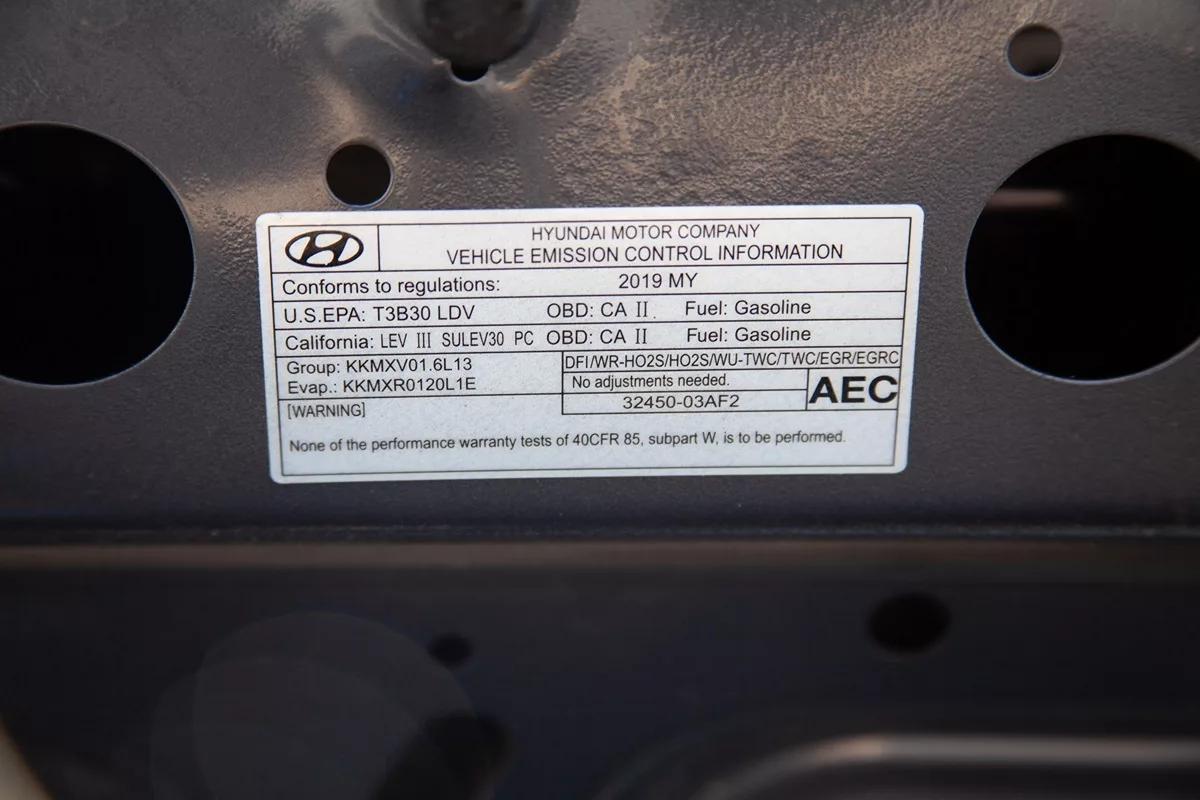 HYUNDAI MOTOR COMPANY
VEHICLE EMISSION CONTROL INFORMATION
Conforms to regulations: 2019 MY
U.S.EPA: T3B30 LDV OBD: CA II. Fuel: Gasoline
California: LEV III SULEV30 PC OBD: CA II Fuel: Gasoline
Group: KKMXV01.6L13
Evap.: KKMXR0120L1E
DFI/WR-HO2S/HO2S/WU-TWC/TWC/EGR/EGRC
No adjustments needed.
32450-03AF2
AEC
[WARNING]
None of the performance warranty tests of 40CFR 85, subpart W, is to be performed.